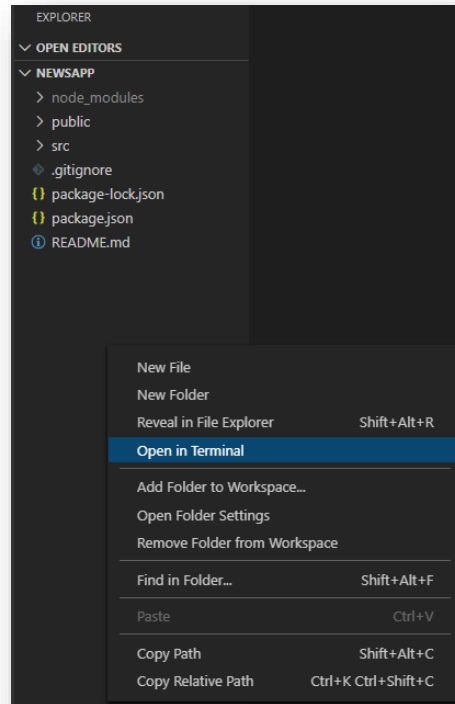 EXPLORER
OPEN EDITORS
NEWSAPP
node_modules
public
src
.gitignore
package-lock.json
package.json
README.md
New File
New Folder
Reveal in File Explorer Shift+Alt+R
Open in Terminal
Add Folder to Workspace...
Open Folder Settings
Remove Folder from Workspace
Find in Folder... Shift+Alt+F
Paste Ctrl+V
Copy Path Shift+Alt+C
Copy Relative Path Ctrl+K Ctrl+Shift+C